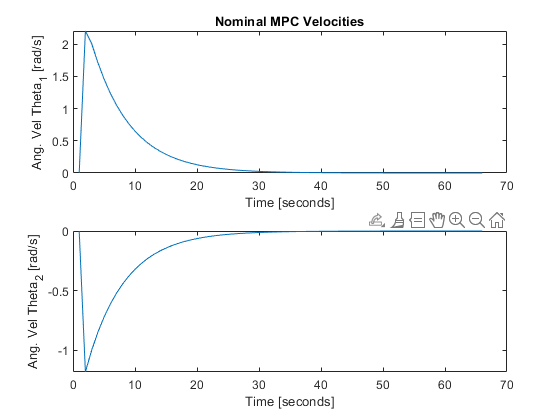 Nominal MPC Velocities
2
1.5
1
0.5
0
Ang. Vel Theta1 [rad/s]
0 10 20 30 40 50 60 70
Time [seconds]
0
-0.5
-1
Ang. Vel Theta2 [rad/s]
0 10 20 30 40 50 60 70
Time [seconds]